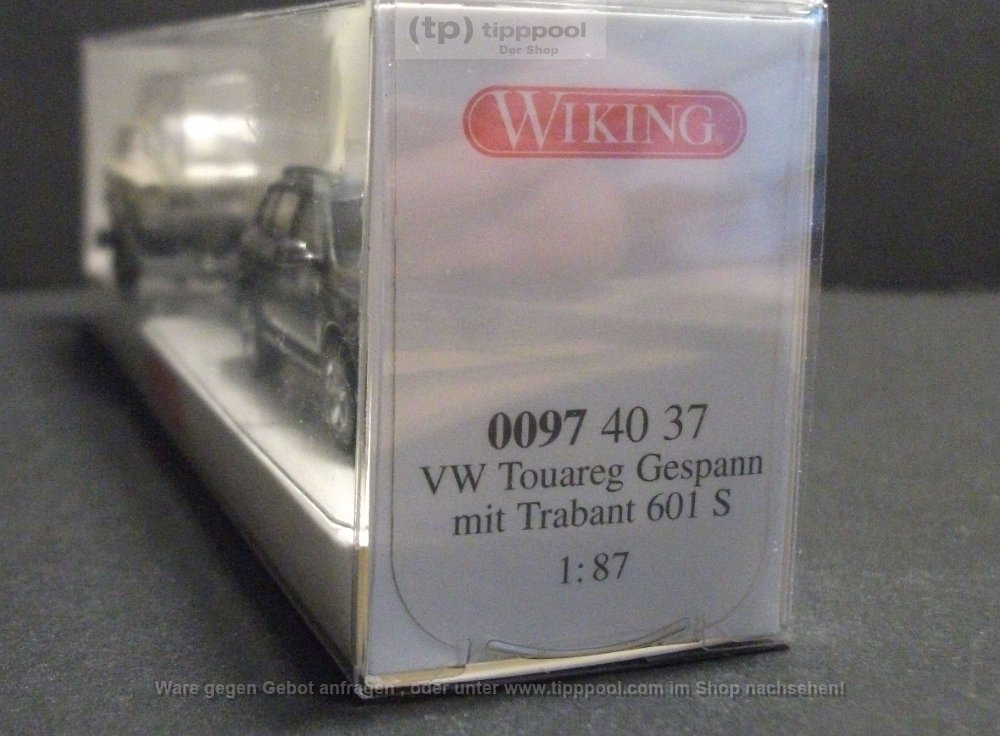 (tp) tipppool
Der Shop
WIKING
0097 40 37
VW Touareg Gespann
mit Trabant 601 S
1:87
Ware gegen Gebot anfragen , oder unter www.tipppool.com im Shop nachsehen!